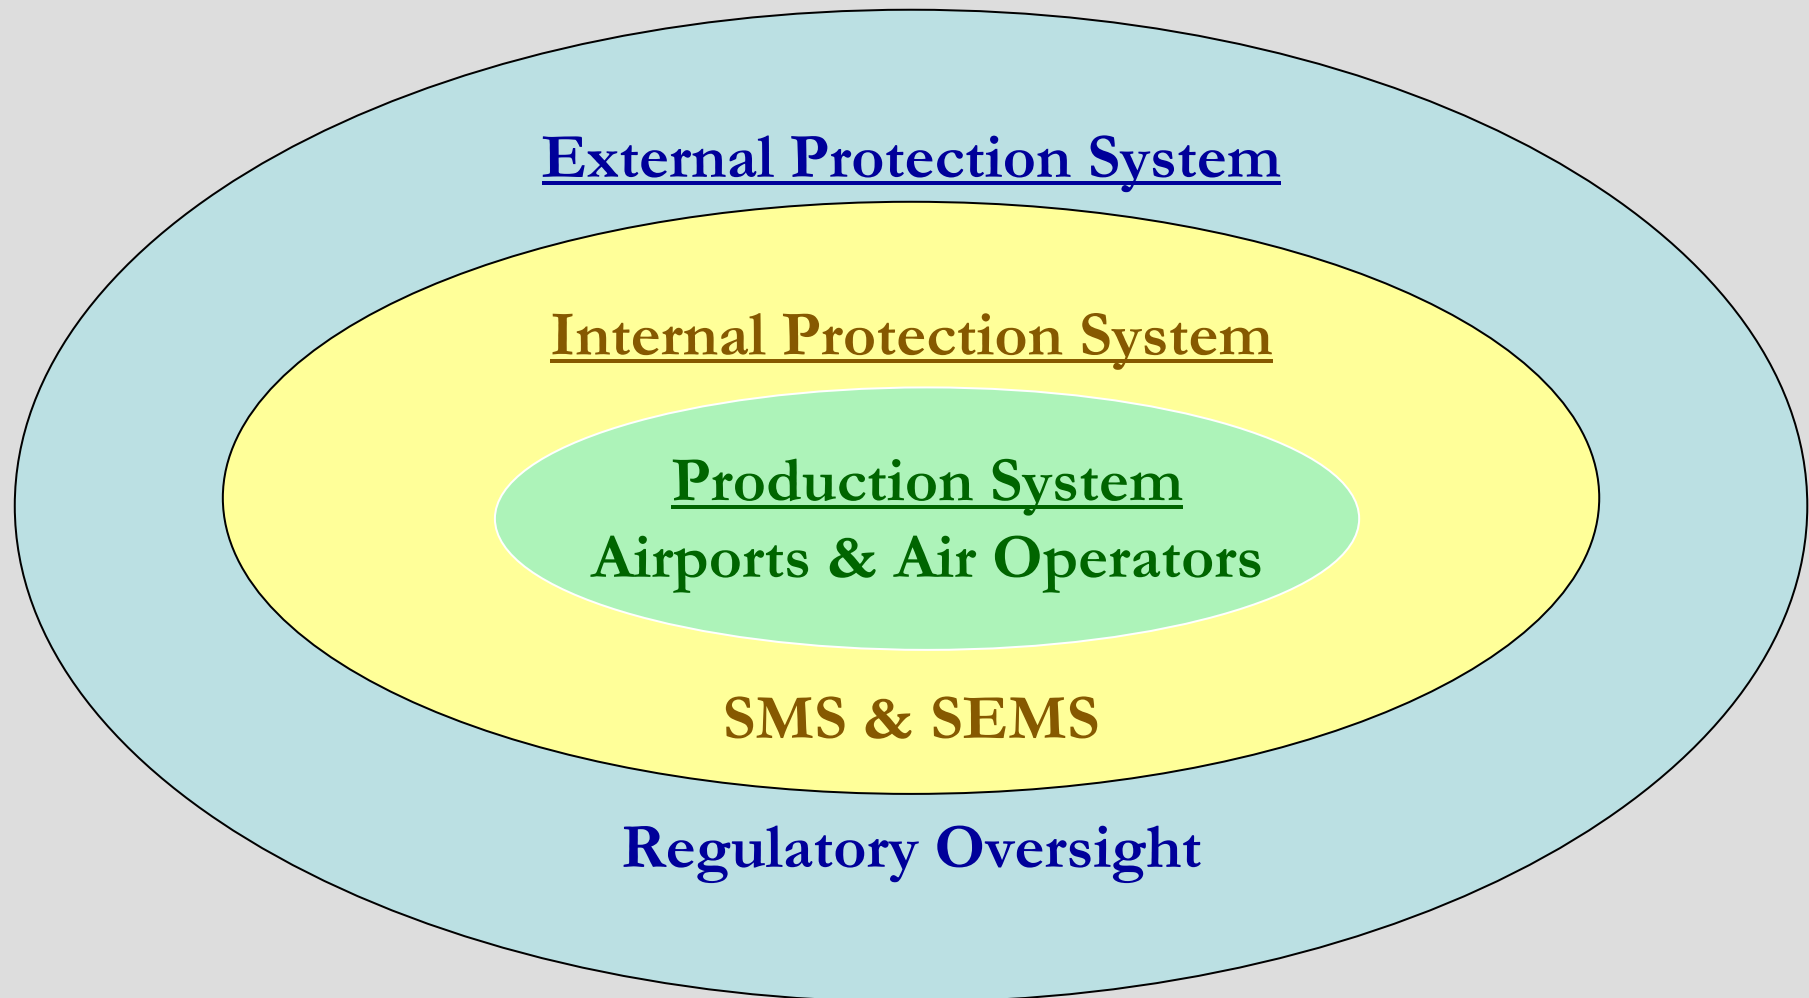 External Protection System
Internal Protection System
Production System
Airports & Air Operators
SMS & SEMS
Regulatory Oversight